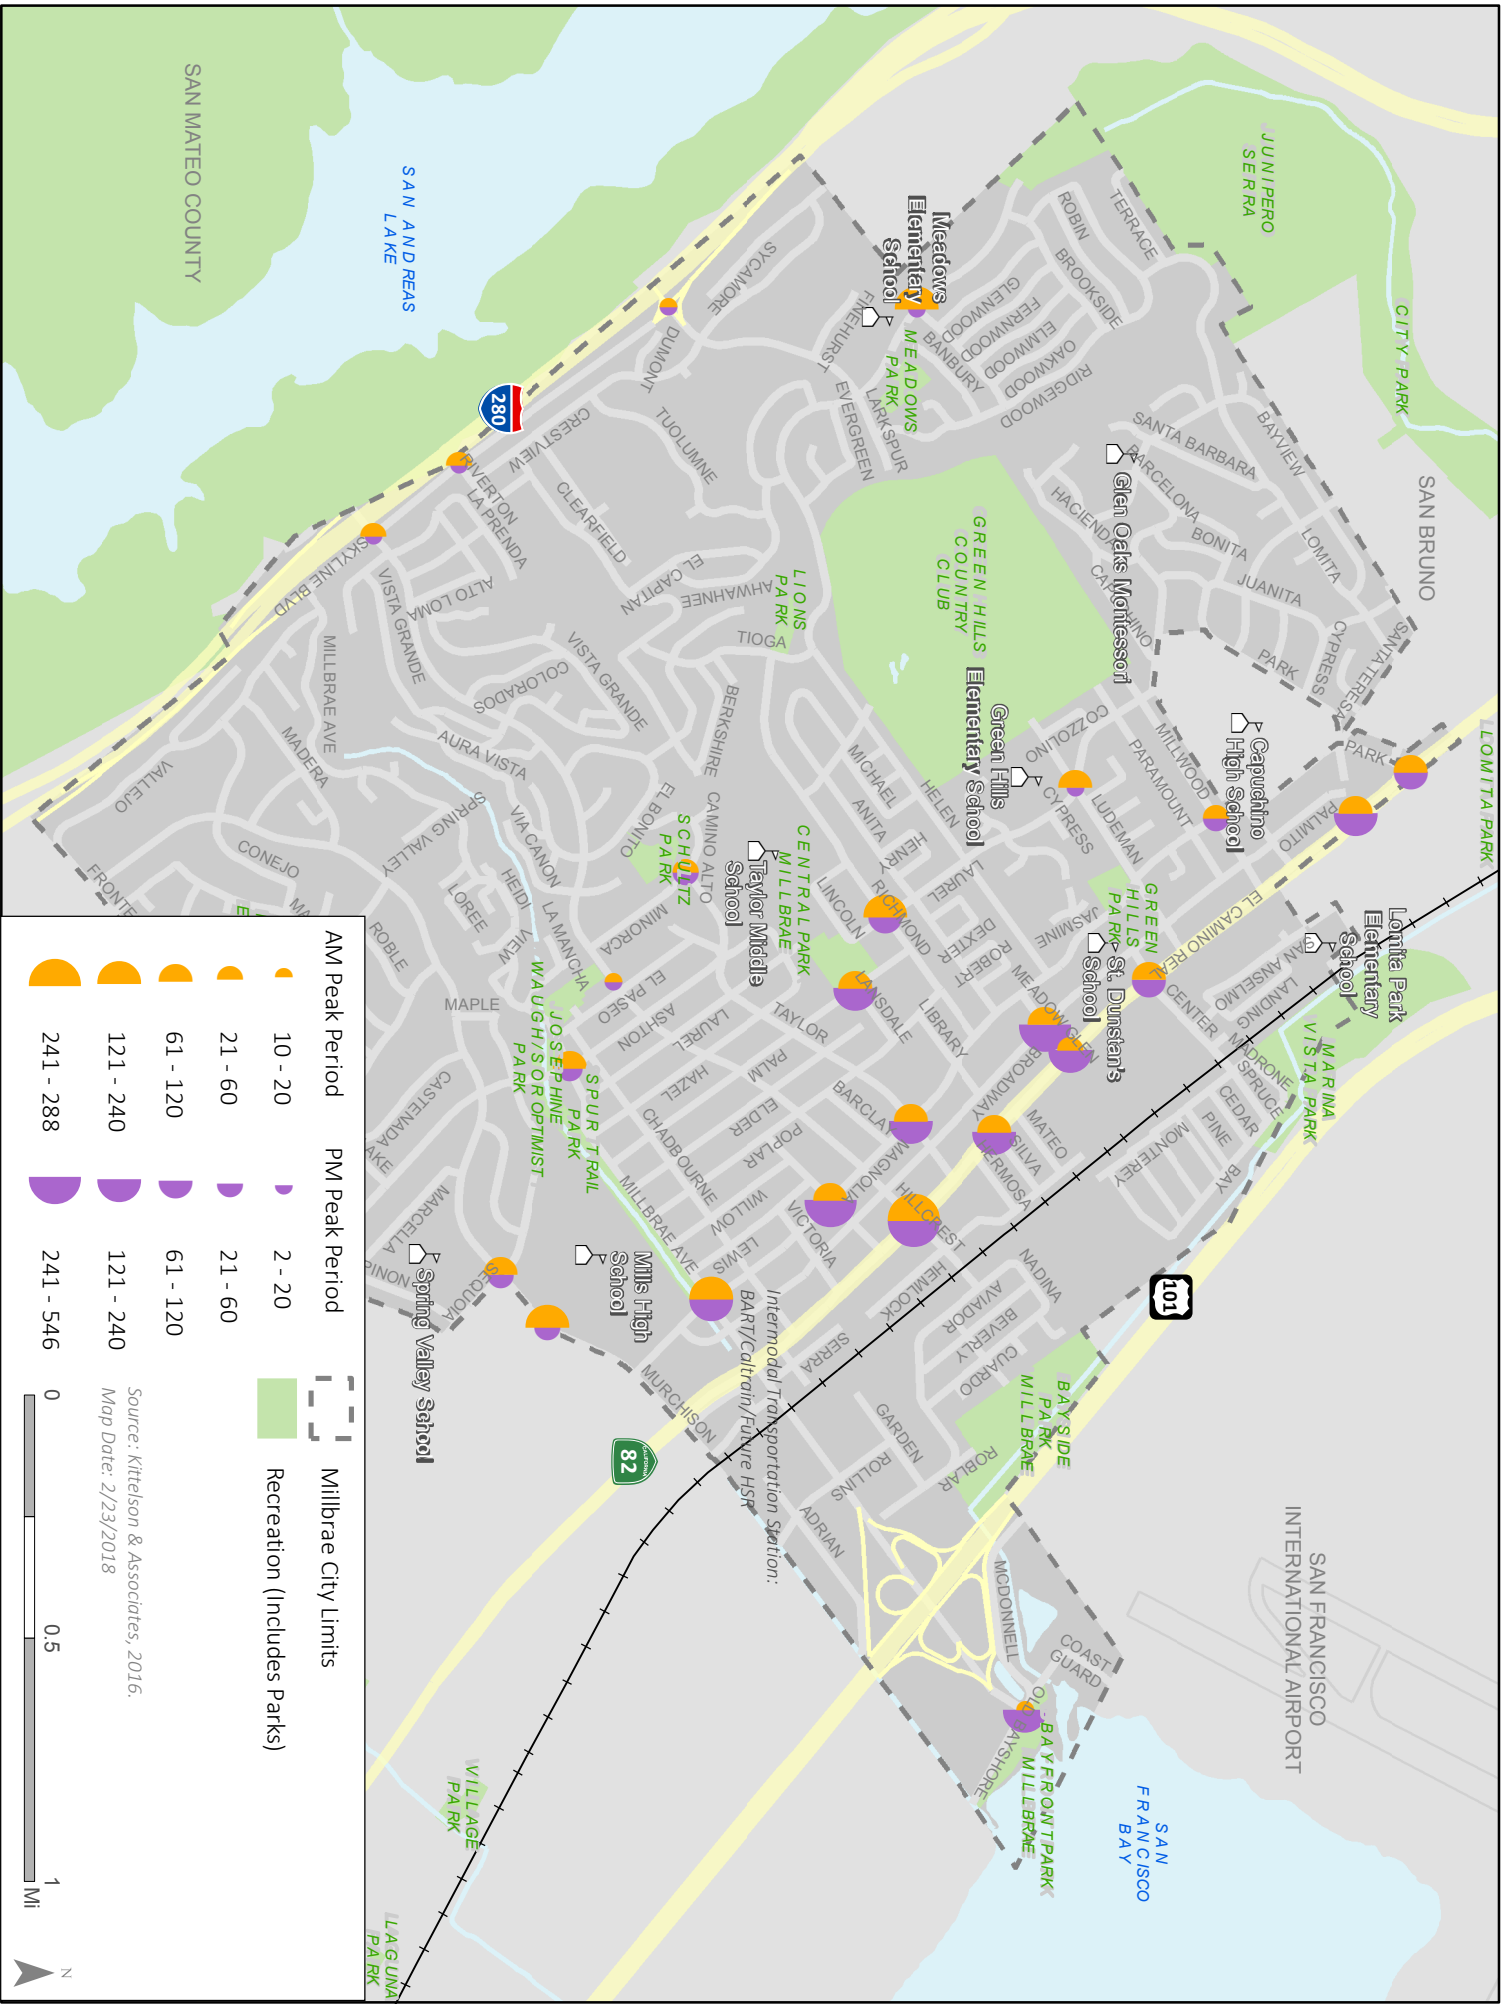 SAN MATEO COUNTY
SAN ANDREAS
LAKE
JUNIPERO
SERRA
CITY PARK
SAN BRUNO
LOMITA PARK
Meadows
Elementary
School
MEADOWS
PARK
TERRACE
ROBIN
BROOKSIDE
GLENWOOD
FERNWOOD
ELMWOOD
OAKWOOD
RIDGEWOOD
BANBURY
SYCAMORE
DUMONT
EVERGREEN
LARKSPUR
TUOLUMNE
CRESTVIEW
280
RIVERTON
LA PRENDA
CLEARFIELD
EL CAPITAN
AHWAHNEE
LIONS
PARK
TIOGA
SKYLINE BLVD
VISTA GRANDE
ALTO LOMA
MILLBRAE AVE
COLORADOS
VISTA GRANDE
BERKSHIRE
AURA VISTA
MADERA
VALLEJO
SPRING VALLEY
VIA CANON
EL BONITO
CAMINO ALTO
SCHULTZ
PARK
CONEJO
FRONTE
LOREE
HEIDI
VIEW
LA MANCHA
MINORCA
ROBLE
MAPLE
EL PASEO
ASHTON
LAUREL
HAZEL
PALM
ELDER
POPLAR
TAYLOR
CHADBOURNE
WILLOW
LEWIS
MILLBRAE AVE
VICTORIA
MAGNOLIA
BARCLAY
HILLCREST
CASTENADA
MARCELLA
PINON
SEQUOIA
WAUGH/SOROPTIMIST
PARK
JOSEPHINE
PARK
SPUR TRAIL
Taylor Middle
School
CENTRAL PARK
MILLBRAE
LINCOLN
RICHMOND
LANSDALE
LIBRARY
MICHAEL
ANITA
HENRY
HELEN
LAUREL
DEXTER
ROBERT
MEADOW GLEN
BROADWAY
JASMINE
GREEN HILLS
COUNTRY
CLUB
Green Hills
Elementary School
COZZOLINO
CYPRESS
LUDEMAN
PARAMOUNT
MILLWOOD
Glen Oaks Montessori
SANTA BARBARA
BARCELONA
BAYVIEW
HACIENDA
BONITA
JUANITA
LOMITA
CYPRESS
PARK
SANTA TERESA
Capuchino
High School
PARK
PALMITO
EL CAMINO REAL
GREEN
HILLS
PARK
St. Dunstan's
School
CENTER
SAN ANSELMO
LANDING
MADRONE
SPRUCE
CEDAR
PINE
MONTEREY
BAY
Lomita Park
Elementary
School
MARINA
VISTA PARK
MATEO
SILVA
HERMOSA
101
NADINA
HEMLOCK
AVIADOR
BEVERLY
CUARDO
SERRA
GARDEN
ROLLINS
ROBLAR
ADRIAN
MURCHISON
BAYSIDE
PARK
MILLBRAE
Mills High
School
Spring Valley School
Intermodal Transportation Station:
BART/Caltrain/Future HSR
CALIFORNIA
82
MCDONNELL
COAST
GUARD
BAYFRONT PARK
MILLBRAE
SAN FRANCISCO
INTERNATIONAL AIRPORT
SAN
FRANCISCO
BAY
VILLAGE
PARK
LAGUNA
PARK
AM Peak Period
10 - 20
21 - 60
61 - 120
121 - 240
241 - 288
PM Peak Period
2 - 20
21 - 60
61 - 120
121 - 240
241 - 546
Millbrae City Limits
Recreation (Includes Parks)
Source: Kittelson & Associates, 2016.
Map Date: 2/23/2018
0
0.5
1
Mi
N